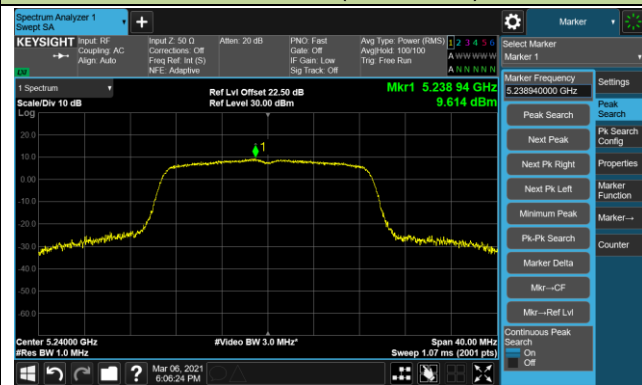 Spectrum Analyzer 1
Swept SA
+
Marker
KEYSIGHT
Input: RF
Coupling: AC
Align: Auto
Input Z: 50 Ω
Corrections: Off
Freq Ref: Int (S)
NFE: Adaptive
Atten: 20 dB
PNO: Fast
Gate: Off
IF Gain: Low
Sig Track: Off
Avg Type: Power (RMS)
Avg|Hold: 100/100
Trig: Free Run
1 2 3 4 5 6
A W W W W W
A N N N N N
Select Marker
Marker 1
1 Spectrum
Scale/Div 10 dB
Log
Ref Lvl Offset 22.50 dB
Ref Level 30.00 dBm
Mkr1 5.238 94 GHz
9.614 dBm
20.0
10.0
0.00
-10.0
-20.0
-30.0
-40.0
-50.0
-60.0
1
Center 5.24000 GHz
#Res BW 1.0 MHz
#Video BW 3.0 MHz*
Span 40.00 MHz
Sweep 1.07 ms (2001 pts)
Marker Frequency
5.238940000 GHz
Peak Search
Next Peak
Next Pk Right
Next Pk Left
Minimum Peak
Pk-Pk Search
Marker Delta
Mkr→CF
Mkr→Ref Lvl
Continuous Peak
Search
On
Off
Settings
Peak
Search
Pk Search
Config
Properties
Marker
Function
Marker→
Counter
?
Mar 06, 2021
6:06:24 PM